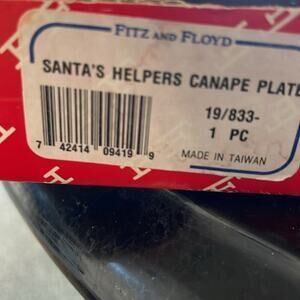 FITZ AND FLOYD
SANTA'S HELPERS CANAPE PLATE
19/833-
1 PC
7 42414 09419 9
MADE IN TAIWAN